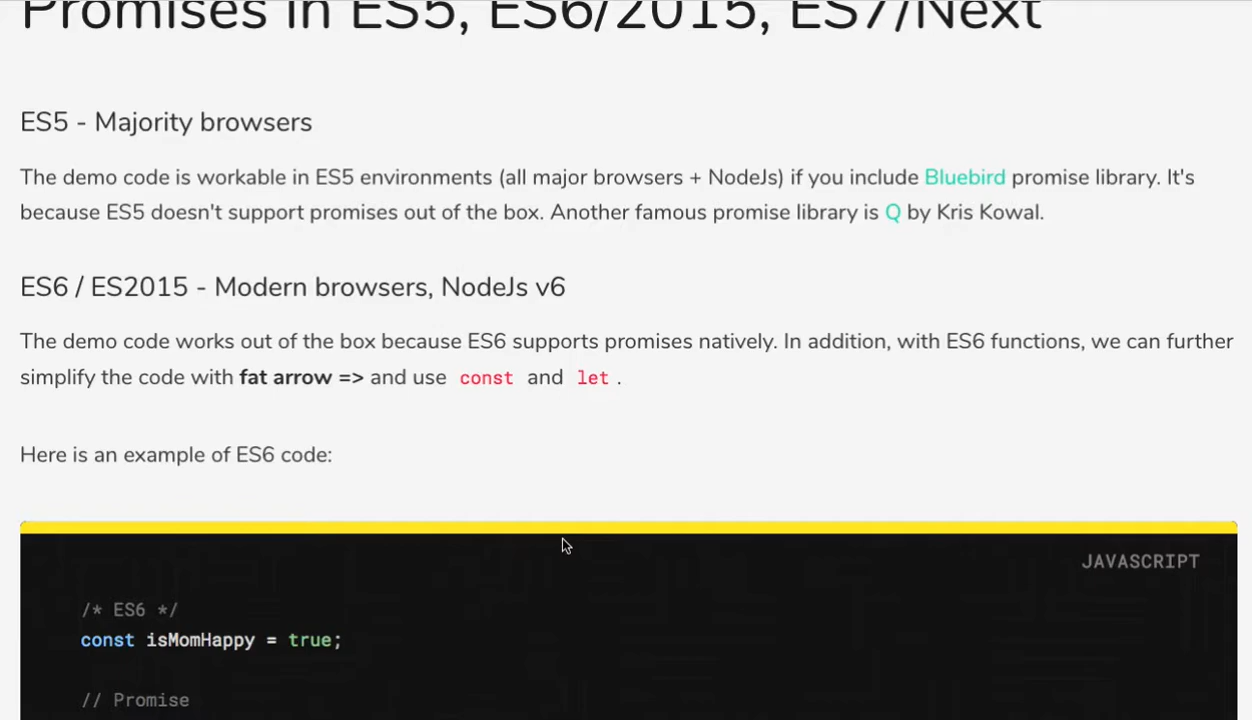 Promises in ES5, ES6/2015, ES7/Next
ES5 - Majority browsers
The demo code is workable in ES5 environments (all major browsers + NodeJs) if you include Bluebird promise library. It's
because ES5 doesn't support promises out of the box. Another famous promise library is Q by Kris Kowal.
ES6 / ES2015 - Modern browsers, NodeJs v6
The demo code works out of the box because ES6 supports promises natively. In addition, with ES6 functions, we can further
simplify the code with fat arrow => and use const and let .
Here is an example of ES6 code:
JAVASCRIPT
/* ES6 */
const isMomHappy = true;
// Promise